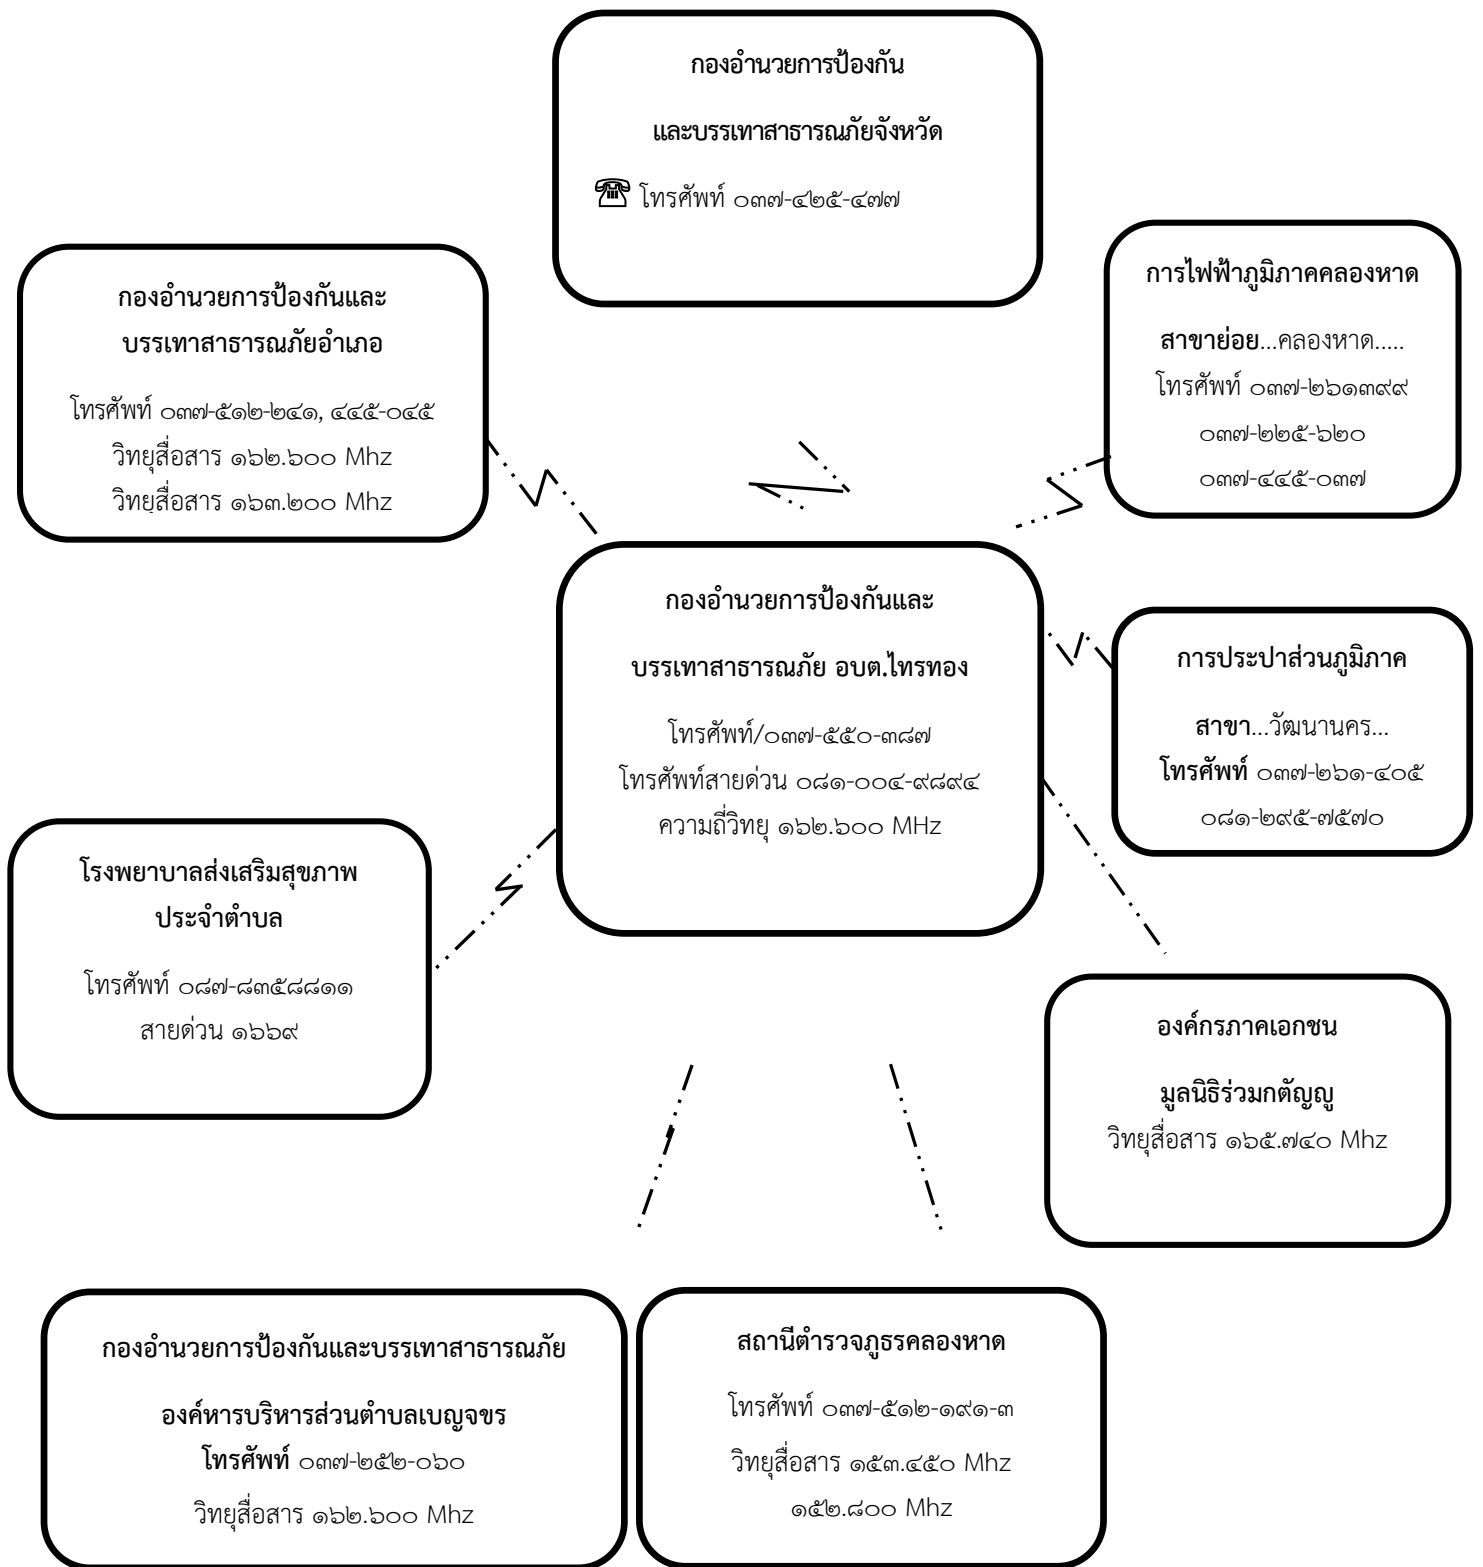 กองอำนวยการป้องกัน
และบรรเทาสาธารณภัยจังหวัด
โทรศัพท์ ๐๓๗-๔๒๕-๔๗๗
กองอำนวยการป้องกันและ
บรรเทาสาธารณภัยอำเภอ
โทรศัพท์ ๐๓๗-๕๑๒-๒๔๑, ๔๔๕-๐๔๕
วิทยุสื่อสาร ๑๖๒.๖๐๐ Mhz
วิทยุสื่อสาร ๑๖๓.๒๐๐ Mhz
การไฟฟ้าภูมิภาคคลองหาด
สาขาย่อย...คลองหาด.....
โทรศัพท์ ๐๓๗-๒๖๑๓๙๙
๐๓๗-๒๒๕-๖๒๐
๐๓๗-๔๔๕-๐๓๗
กองอำนวยการป้องกันและ
บรรเทาสาธารณภัย อบต.ไทรทอง
โทรศัพท์/๐๓๗-๕๕๐-๓๘๗
โทรศัพท์สายด่วน ๐๘๑-๐๐๔-๙๘๙๔
ความถี่วิทยุ ๑๖๒.๖๐๐ MHz
การประปาส่วนภูมิภาค
สาขา...วัฒนานคร...
โทรศัพท์ ๐๓๗-๒๖๑-๔๐๕
๐๘๑-๒๙๕-๗๕๗๐
โรงพยาบาลส่งเสริมสุขภาพ
ประจำตำบล
โทรศัพท์ ๐๘๗-๘๓๕๘๘๑๑
สายด่วน ๑๖๖๙
องค์กรภาคเอกชน
มูลนิธิร่วมกตัญญู
วิทยุสื่อสาร ๑๖๕.๗๔๐ Mhz
กองอำนวยการป้องกันและบรรเทาสาธารณภัย
องค์หารบริหารส่วนตำบลเบญจขร
โทรศัพท์ ๐๓๗-๒๕๒-๐๖๐
วิทยุสื่อสาร ๑๖๒.๖๐๐ Mhz
สถานีตำรวจภูธรคลองหาด
โทรศัพท์ ๐๓๗-๕๑๒-๑๙๑-๓
วิทยุสื่อสาร ๑๕๓.๔๕๐ Mhz
๑๕๒.๘๐๐ Mhz